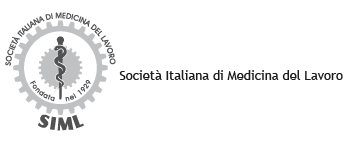 SOCIETÀ ITALIANA DI MEDICINA DEL LAVORO
Fondata nel 1929
SIML
Società Italiana di Medicina del Lavoro